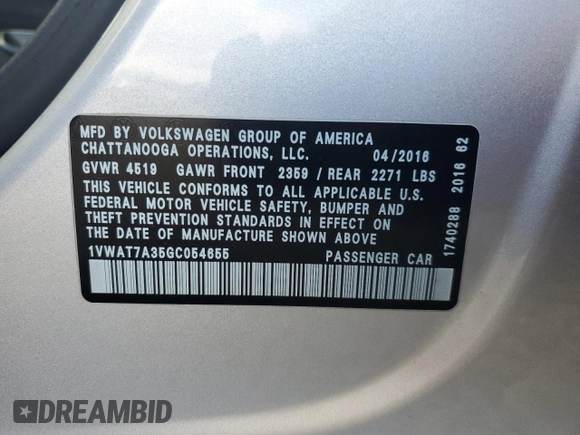 MFD BY VOLKSWAGEN GROUP OF AMERICA
CHATTANOOGA OPERATIONS, LLC. 04/2016
GVWR 4519 GAWR FRONT 2359 / REAR 2271 LBS
THIS VEHICLE CONFORMS TO ALL APPLICABLE U.S.
FEDERAL MOTOR VEHICLE SAFETY, BUMPER AND
THEFT PREVENTION STANDARDS IN EFFECT ON
THE DATE OF MANUFACTURE SHOWN ABOVE
1VWAT7A35GC054655 PASSENGER CAR
1740288 2016 62
DREAMBID